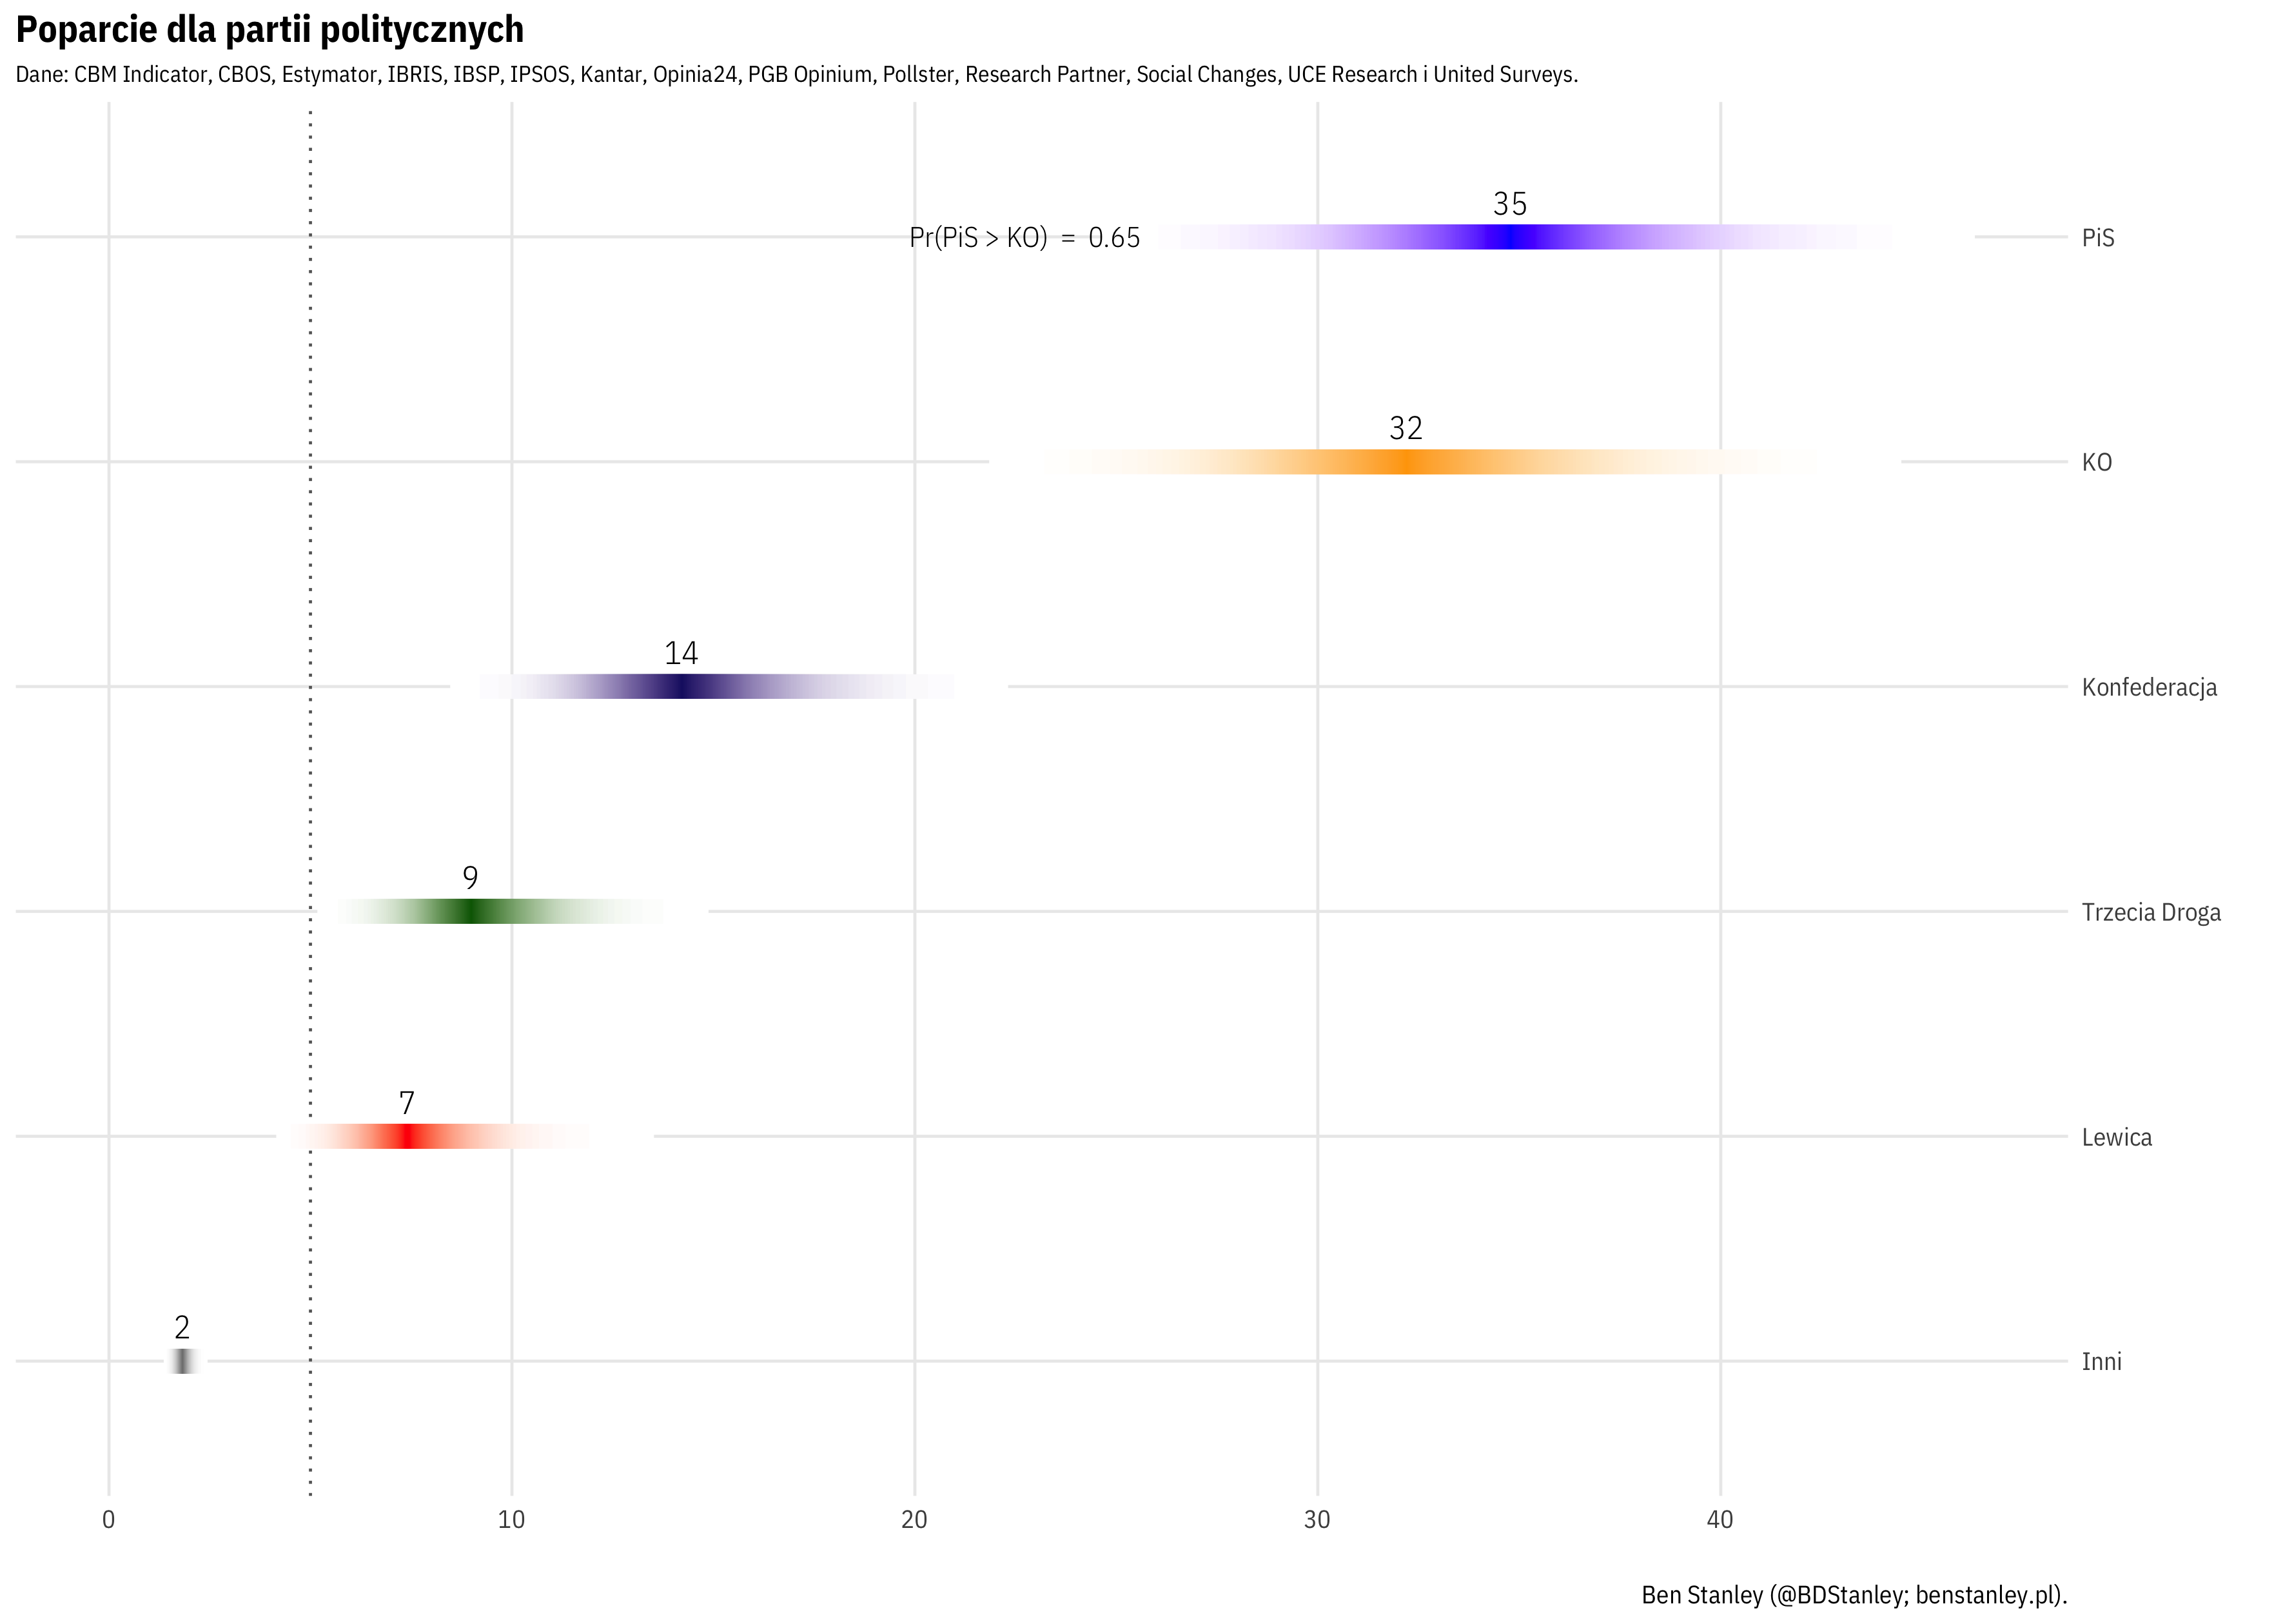 Poparcie dla partii politycznych
Dane: CBM Indicator, CBOS, Estymator, IBRIS, IBSP, IPSOS, Kantar, Opinia24, PGB Opinium, Pollster, Research Partner, Social Changes, UCE Research i United Surveys.
35
Pr(PiS > KO) = 0.65
PiS
32
KO
14
Konfederacja
9
Trzecia Droga
7
Lewica
2
Inni
0 10 20 30 40
Ben Stanley (@BDStanley; benstanley.pl).